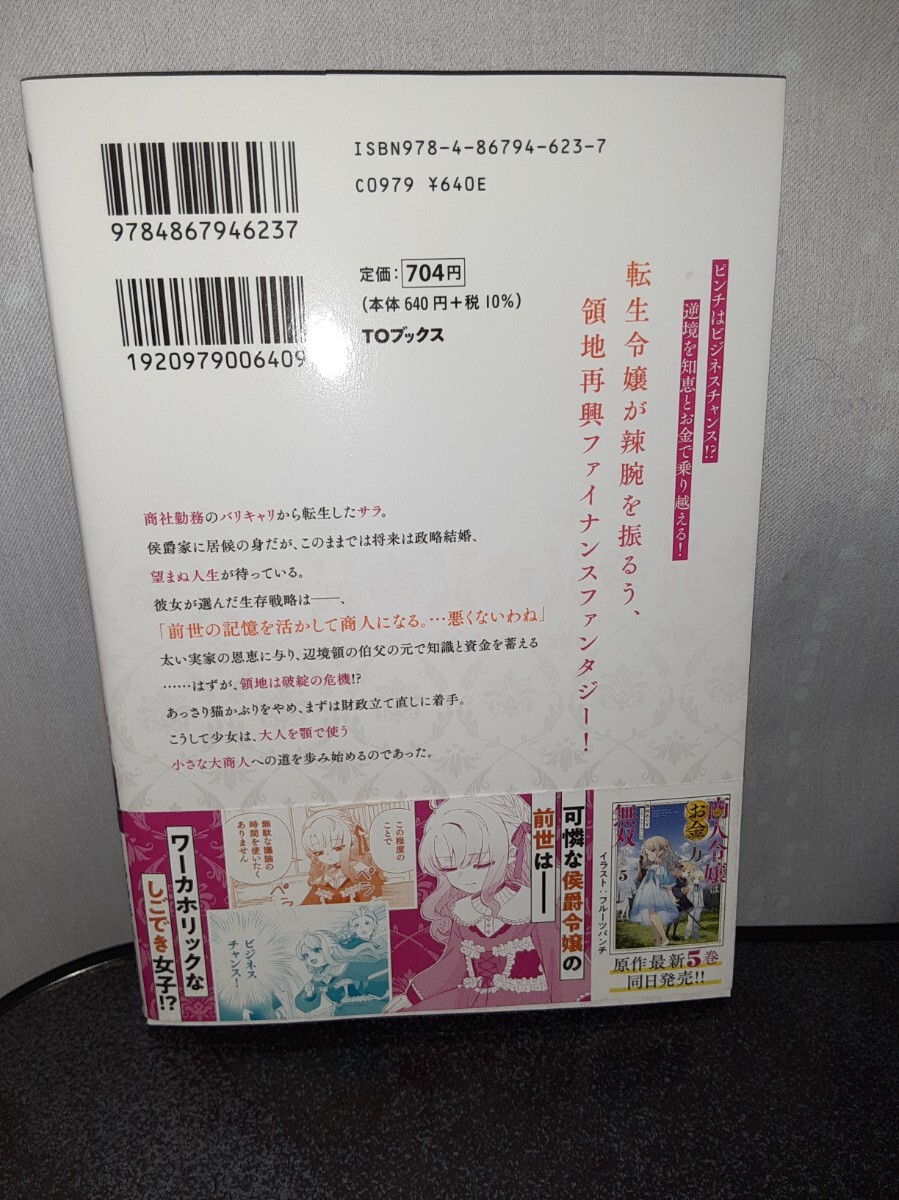 ISBN978-4-86794-623-7
C0979 ¥640E
9784867946237
定価:704円
(本体640円+税10%)
TOブックス
1920979006409
ピンチはビジネスチャンス!?
逆境を知恵とお金で乗り越える!
転生令嬢が辣腕を振るう、
領地再興ファイナンスファンタジー!
商社勤務のバリキャリから転生したサラ。
侯爵家に居候の身だが、このままでは将来は政略結婚、
望まぬ人生が待っている。
彼女が選んだ生存戦略は――、
「前世の記憶を活かして商人になる。…悪くないわね」
太い実家の恩恵に与り、辺境領の伯父の元で知識と資金を蓄える
……はずが、領地は破綻の危機!?
あっさり猫かぶりをやめ、まずは財政立て直しに着手。
こうして少女は、大人を顎で使う
小さな大商人への道を歩み始めるのであった。
商人令嬢は
お金の力で
無双
5
イラスト:フルーツパンチ
原作最新5巻
同日発売!!
可憐な侯爵令嬢の
前世は――
この程度の
ことで
無駄な議論の
時間を使いたく
ありません
ペラ
ペラ
ビジネス
チャンス!
ワーカホリックな
しごでき女子!?